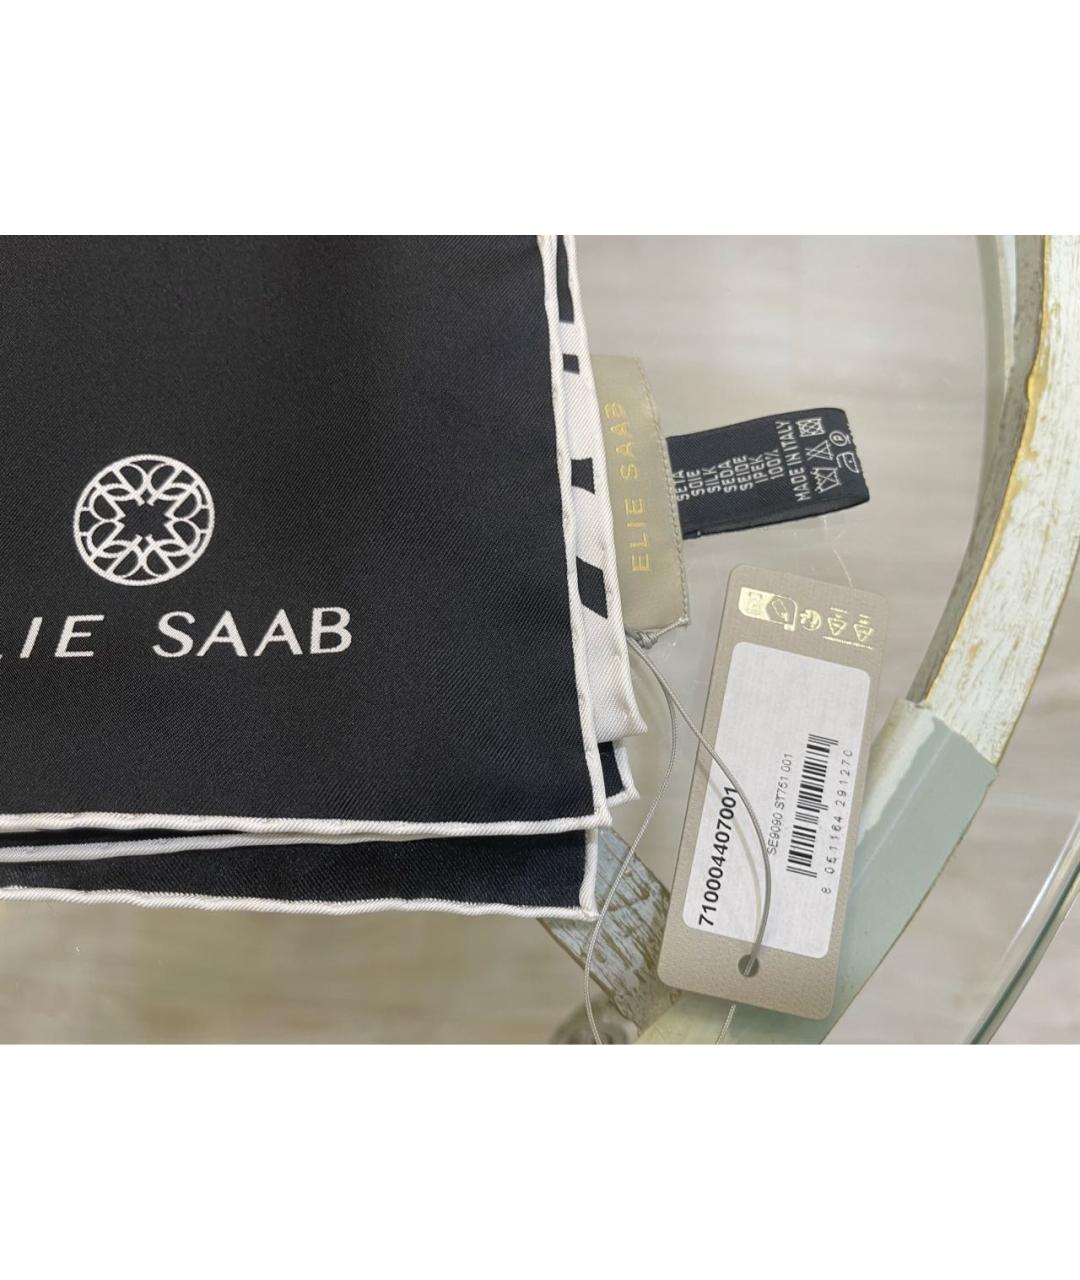 LIE SAAB
ELIE SAAB
SETA
SOIE
SILK
SEDA
SEIDE
IPEK
100%
MADE IN ITALY
710004407001
SE9090 ST751 001
8 051164 291270